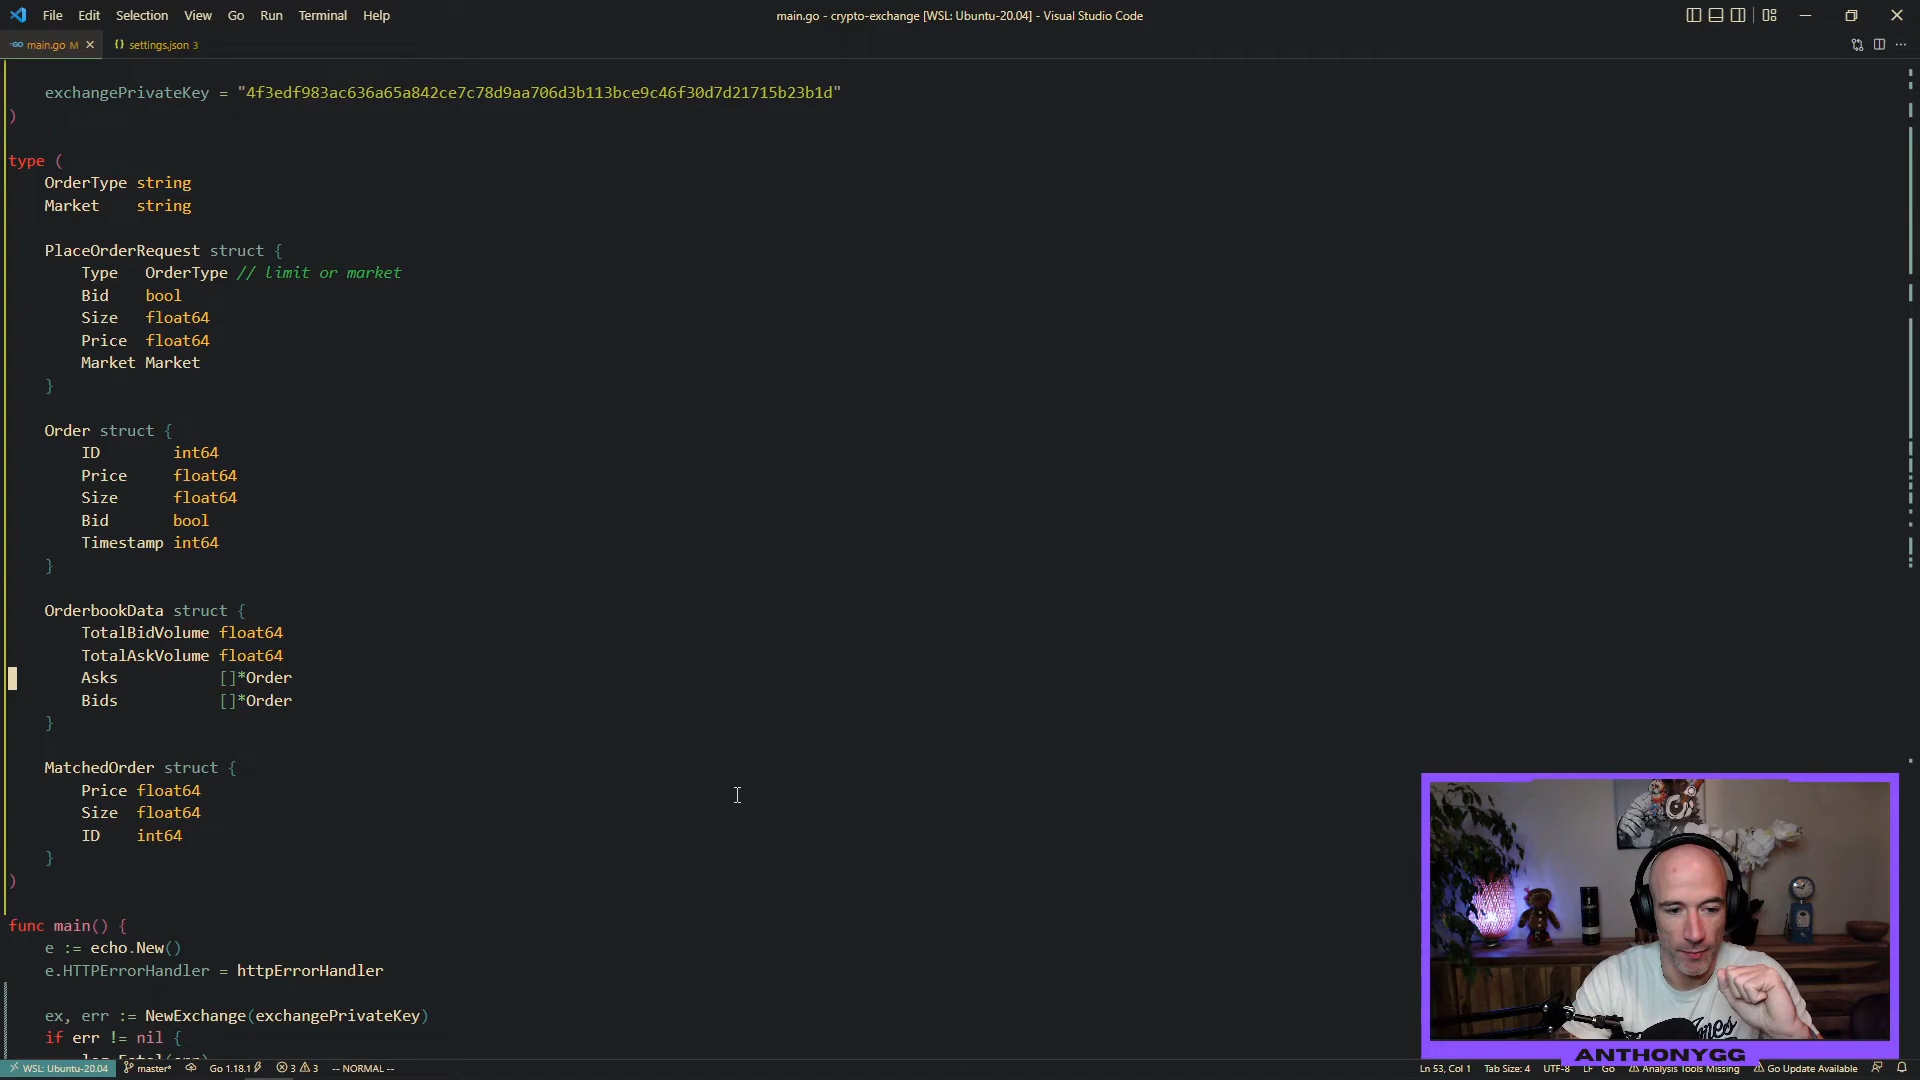 File Edit Selection View Go Run Terminal Help
main.go - crypto-exchange [WSL: Ubuntu-20.04] - Visual Studio Code
main.go M settings.json 3
exchangePrivateKey = "4f3edf983ac636a65a842ce7c78d9aa706d3b113bce9c46f30d7d21715b23b1d"
)
type (
OrderType string
Market string
PlaceOrderRequest struct {
Type OrderType // limit or market
Bid bool
Size float64
Price float64
Market Market
}
Order struct {
ID int64
Price float64
Size float64
Bid bool
Timestamp int64
}
OrderbookData struct {
TotalBidVolume float64
TotalAskVolume float64
Asks []*Order
Bids []*Order
}
MatchedOrder struct {
Price float64
Size float64
ID int64
}
)
func main() {
e := echo.New()
e.HTTPErrorHandler = httpErrorHandler
ex, err := NewExchange(exchangePrivateKey)
if err != nil {
log.Fatal(err)
ANTHONYGG
WSL: Ubuntu-20.04 master* Go 1.18.1 3 3 -- NORMAL -- Ln 53, Col 1 Tab Size: 4 UTF-8 LF Go Analysis Tools Missing Go Update Available